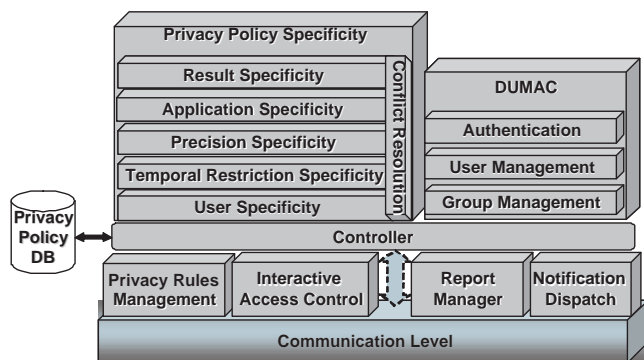 Privacy Policy Specificity
Result Specificity
Application Specificity
Precision Specificity
Temporal Restriction Specificity
User Specificity
Conflict Resolution
DUMAC
Authentication
User Management
Group Management
Privacy
Policy
DB
Controller
Privacy Rules
Management
Interactive
Access Control
Report
Manager
Notification
Dispatch
Communication Level